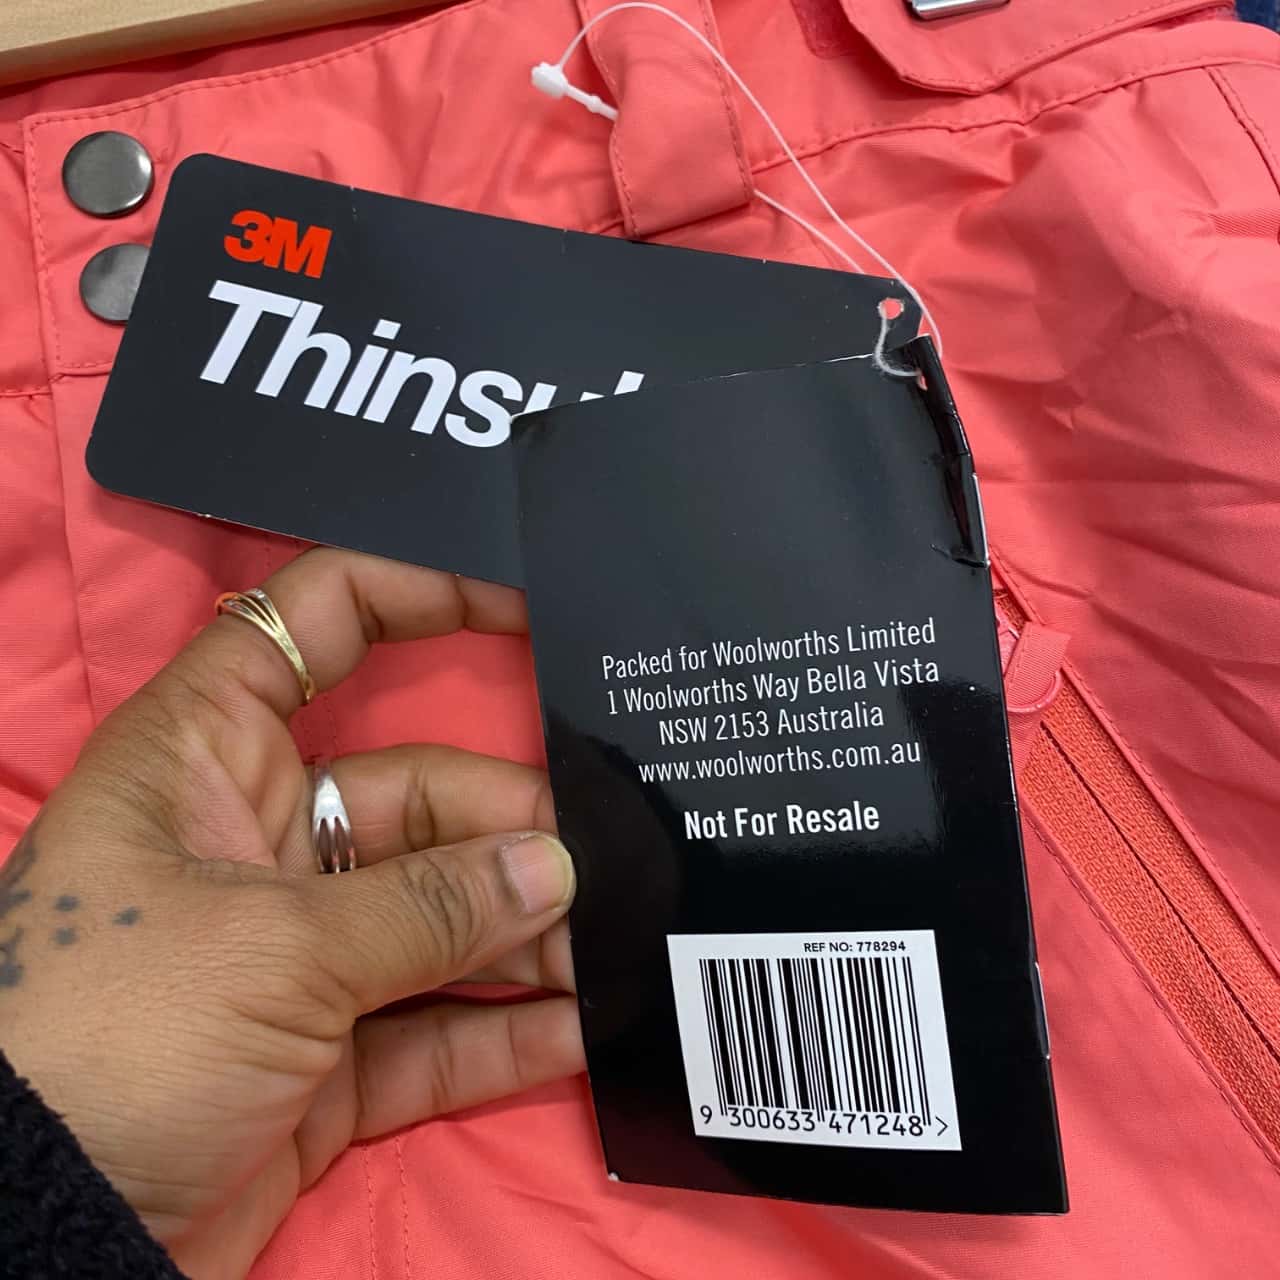 3M
Packed for Woolworths Limited
1 Woolworths Way Bella Vista
NSW 2153 Australia
www.woolworths.com.au
Not For Resale
REF NO: 778294
9 300633 471248 >